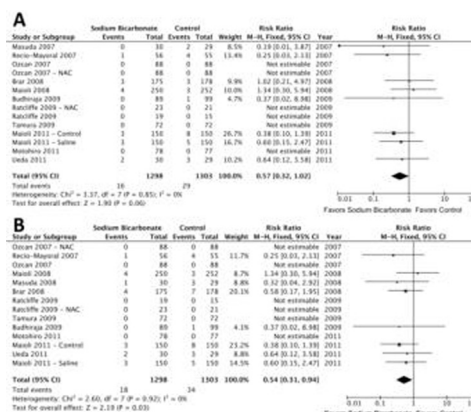 A
Sodium Bicarbonate Control Risk Ratio Risk Ratio
Study or Subgroup Events Total Events Total Weight M-H, Fixed, 95% CI Year M-H, Fixed, 95% CI
Masuda 2007 0 30 2 29 8.5% 0.19 [0.01, 3.87] 2007
Recio-Mayoral 2007 1 56 4 55 13.4% 0.25 [0.03, 2.13] 2007
Ozcan 2007 0 88 0 88 Not estimable 2007
Ozcan 2007 - NAC 0 88 0 88 Not estimable 2007
Brar 2008 3 175 3 178 9.9% 1.02 [0.21, 4.97] 2008
Maioli 2008 4 250 3 252 10.0% 1.34 [0.30, 5.94] 2008
Budhiraja 2009 0 89 1 99 0.37 [0.02, 8.98] 2009
Ratcliffe 2009 - NAC 0 23 0 21 Not estimable 2009
Ratcliffe 2009 0 19 0 15 Not estimable 2009
Tamura 2009 0 72 0 72 Not estimable 2009
Maioli 2011 - Control 3 150 8 150 26.7% 0.38 [0.10, 1.39] 2011
Maioli 2011 - Saline 3 150 5 150 16.7% 0.60 [0.15, 2.47] 2011
Motohiro 2011 0 78 0 77 Not estimable 2011
Ueda 2011 2 30 3 29 10.2% 0.64 [0.12, 3.58] 2011
Total (95% CI) 1298 1303 100.0% 0.57 [0.32, 1.02]
Total events 16 29
Heterogeneity: Chi² = 3.37, df = 7 (P = 0.85); I² = 0%
Test for overall effect: Z = 1.90 (P = 0.06)
0.01 0.1 1 10 100
Favors Sodium Bicarbonate Favors Control
B
Sodium Bicarbonate Control Risk Ratio Risk Ratio
Study or Subgroup Events Total Events Total Weight M-H, Fixed, 95% CI Year M-H, Fixed, 95% CI
Ozcan 2007 - NAC 0 88 0 88 Not estimable 2007
Recio-Mayoral 2007 1 56 4 55 11.7% 0.25 [0.03, 2.13] 2007
Ozcan 2007 0 88 0 88 Not estimable 2007
Maioli 2008 4 250 3 252 8.7% 1.34 [0.30, 5.94] 2008
Masuda 2008 1 30 3 29 0.32 [0.04, 2.92] 2008
Brar 2008 4 175 7 178 20.1% 0.58 [0.17, 1.95] 2008
Ratcliffe 2009 0 19 0 15 Not estimable 2009
Ratcliffe 2009 - NAC 0 23 0 21 Not estimable 2009
Tamura 2009 0 72 0 72 Not estimable 2009
Budhiraja 2009 0 89 1 99 4.1% 0.37 [0.02, 8.98] 2009
Motohiro 2011 0 78 0 77 Not estimable 2011
Maioli 2011 - Control 3 150 8 150 23.2% 0.38 [0.10, 1.39] 2011
Ueda 2011 2 30 3 29 8.8% 0.64 [0.12, 3.58] 2011
Maioli 2011 - Saline 3 150 5 150 14.5% 0.60 [0.15, 2.47] 2011
Total (95% CI) 1298 1303 100.0% 0.54 [0.31, 0.94]
Total events 18 34
Heterogeneity: Chi² = 2.60, df = 7 (P = 0.92); I² = 0%
Test for overall effect: Z = 2.19 (P = 0.03)
0.01 0.1 1 10 100